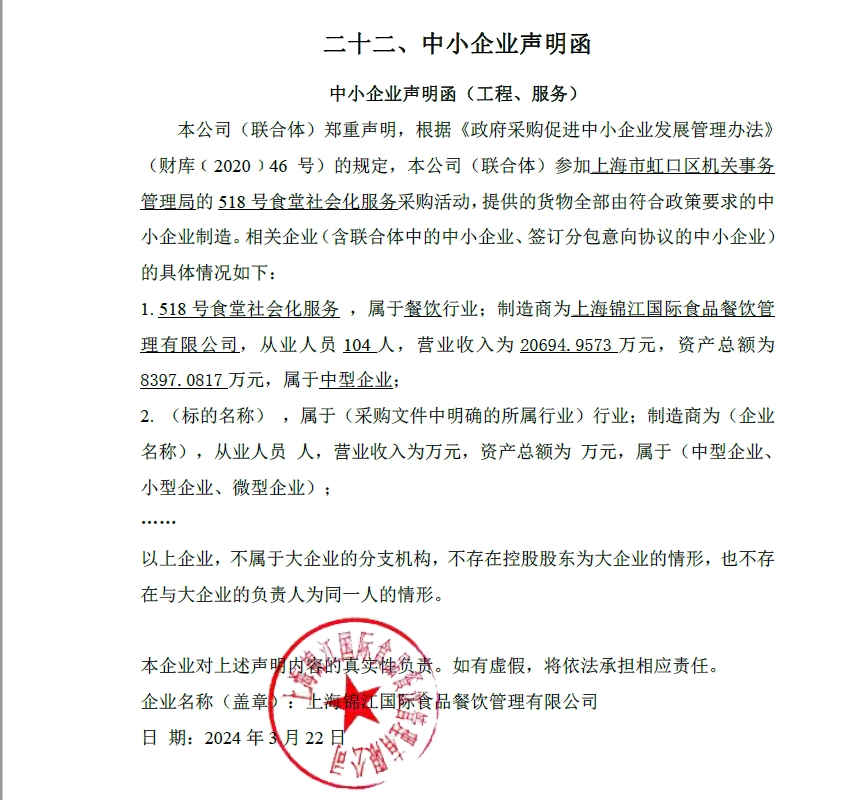 二十二、中小企业声明函
中小企业声明函（工程、服务）
本公司（联合体）郑重声明，根据《政府采购促进中小企业发展管理办法》
（财库﹝2020﹞46 号）的规定，本公司（联合体）参加上海市虹口区机关事务
管理局的 518 号食堂社会化服务采购活动，提供的货物全部由符合政策要求的中
小企业制造。相关企业（含联合体中的中小企业、签订分包意向协议的中小企业）
的具体情况如下：
1. 518 号食堂社会化服务 ，属于餐饮行业；制造商为上海锦江国际食品餐饮管
理有限公司，从业人员 104 人，营业收入为 20694.9573 万元，资产总额为
8397.0817 万元，属于中型企业；
2. （标的名称） ，属于（采购文件中明确的所属行业）行业；制造商为（企业
名称），从业人员 人，营业收入为万元，资产总额为 万元，属于（中型企业、
小型企业、微型企业）；
……
以上企业，不属于大企业的分支机构，不存在控股股东为大企业的情形，也不存
在与大企业的负责人为同一人的情形。
本企业对上述声明内容的真实性负责。如有虚假，将依法承担相应责任。
企业名称（盖章）：上海锦江国际食品餐饮管理有限公司
日 期：2024 年 3 月 22 日
上海锦江国际食品餐饮管理有限公司